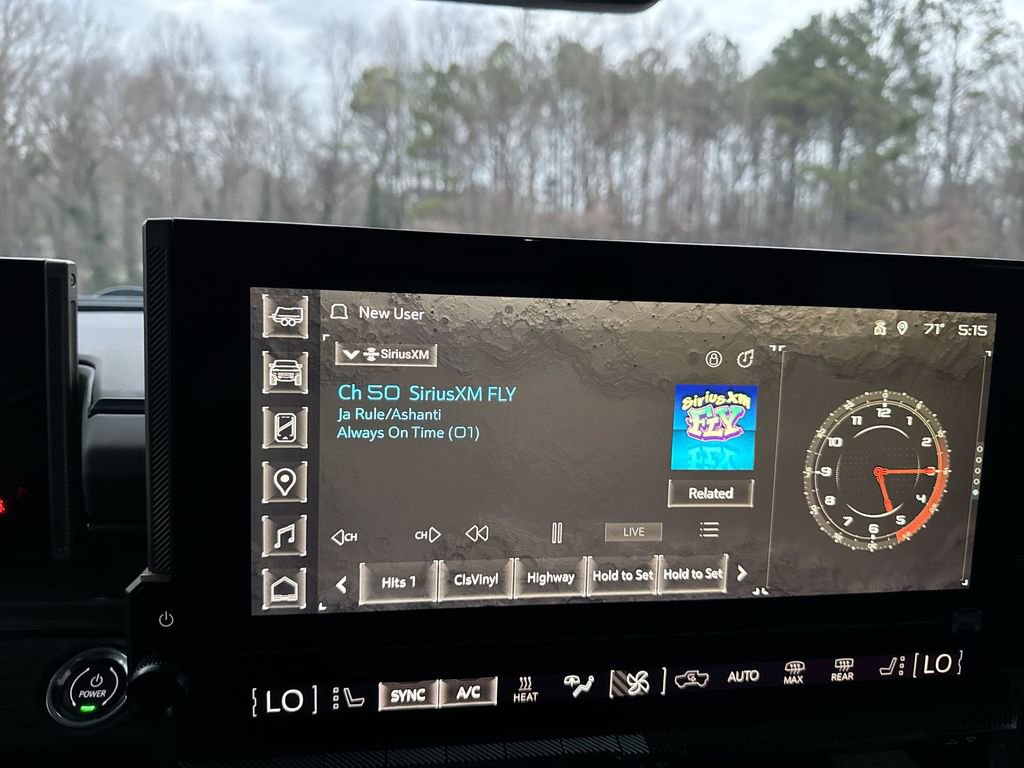 New User
71° 5:15
SiriusXM
Ch 50 SiriusXM FLY
Ja Rule/Ashanti
Always On Time (01)
SiriusXM
FLY
Related
12
2
3
4
5
6
7
8
9
10
CH
CH
LIVE
Hits 1 ClsVinyl Highway Hold to Set Hold to Set
POWER
LO SYNC A/C HEAT AUTO MAX REAR LO